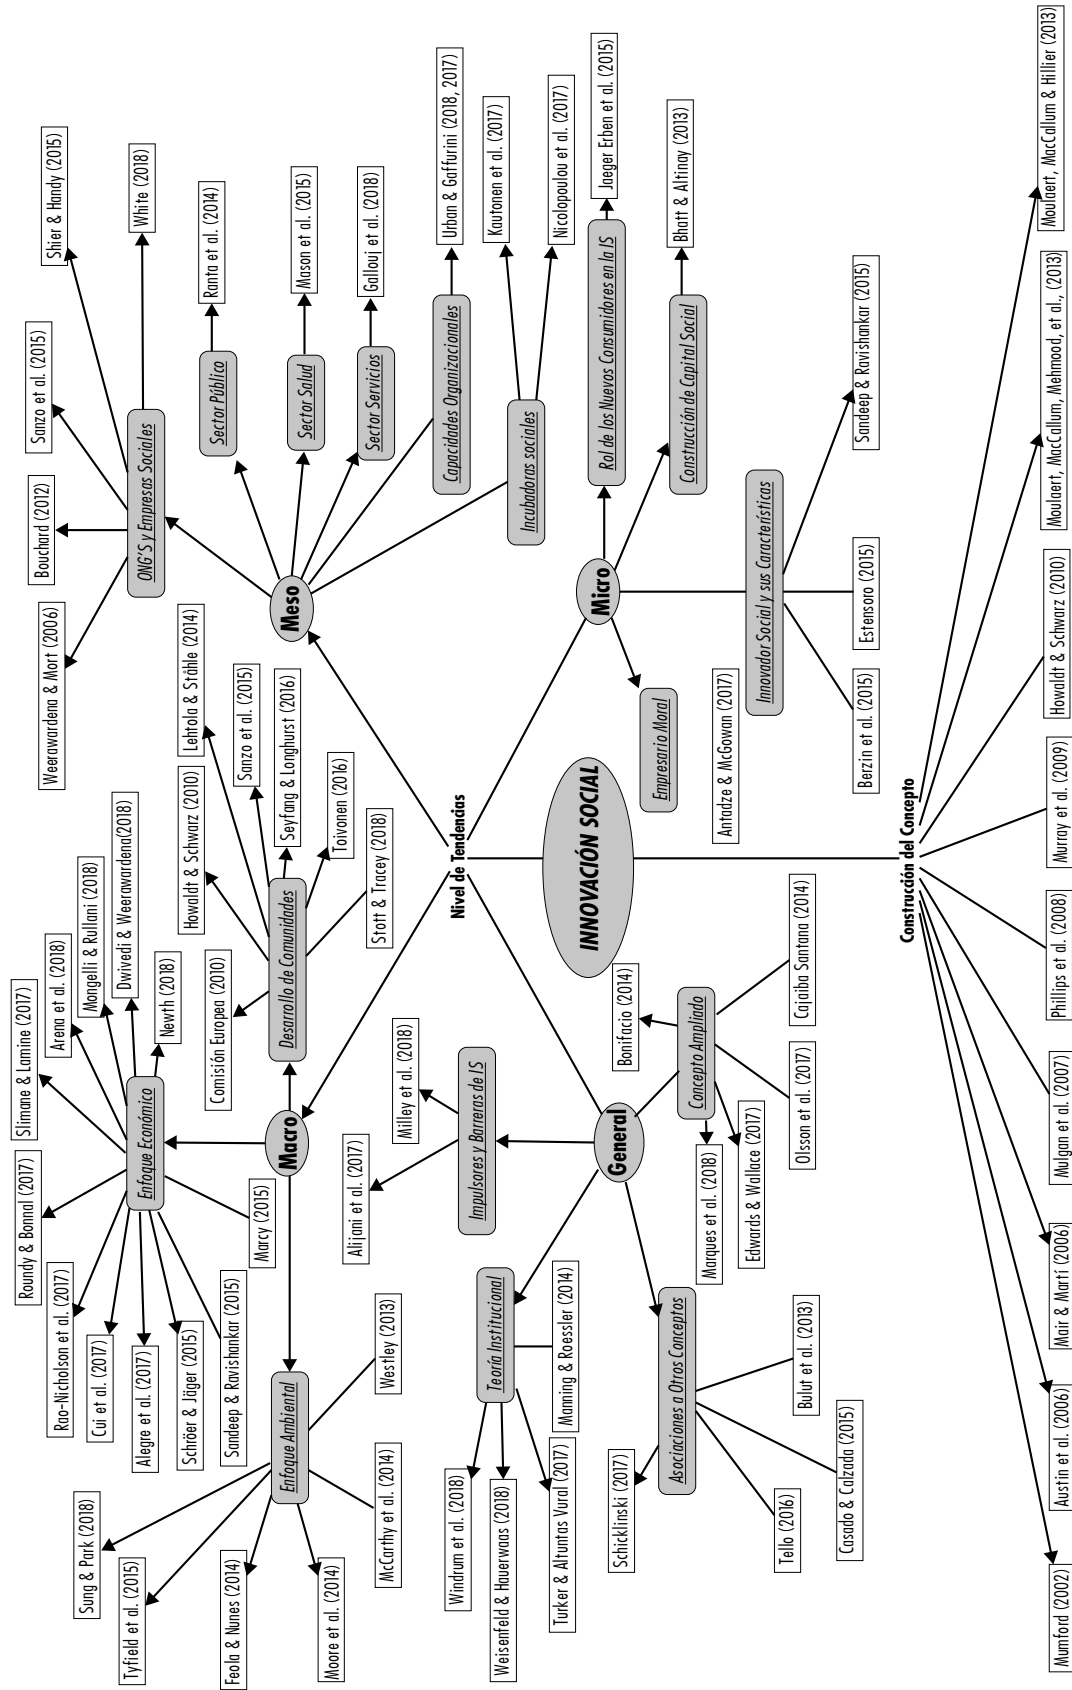 Sung & Park (2018)
Tyfield et al. (2015)
Feola & Nunes (2014)
Moore et al. (2014)
McCarthy et al. (2014)
Westley (2013)
Enfoque Ambiental
Roundy & Bonnal (2017)
Rao-Nicholson et al. (2017)
Cui et al. (2017)
Alegre et al. (2017)
Schröer & Jäger (2015)
Sandeep & Ravishankar (2015)
Marcy (2015)
Slimane & Lamine (2017)
Arena et al. (2018)
Mongelli & Rullani (2018)
Dwivedi & Weerawardena(2018)
Newth (2018)
Enfoque Económico
Macro
Comisión Europea (2010)
Howaldt & Schwarz (2010)
Lehtola & Ståhle (2014)
Sanzo et al. (2015)
Seyfang & Longhurst (2016)
Toivonen (2016)
Stott & Tracey (2018)
Desarrollo de Comunidades
Weerawardena & Mort (2006)
Bouchard (2012)
Sanzo et al. (2015)
Shier & Handy (2015)
White (2018)
ONG'S y Empresas Sociales
Meso
Sector Público
Ranta et al. (2014)
Sector Salud
Mason et al. (2015)
Sector Servicios
Gallouj et al. (2018)
Capacidades Organizacionales
Urban & Gaffurini (2018, 2017)
Incubadoras sociales
Kautonen et al. (2017)
Nicolopoulou et al. (2017)
Nivel de Tendencias
Alijani et al. (2017)
Milley et al. (2018)
Impulsores y Barreras de IS
General
Windrum et al. (2018)
Weisenfeld & Hauerwaas (2018)
Turker & Altuntas Vural (2017)
Manning & Roessler (2014)
Teoría Institucional
Schicklinski (2017)
Tello (2016)
Casado & Calzada (2015)
Bulut et al. (2013)
Asociaciones a Otros Conceptos
Bonifacio (2014)
Concepto Ampliado
Marques et al. (2018)
Edwards & Wallace (2017)
Olsson et al. (2017)
Cajaiba Santana (2014)
INNOVACIÓN SOCIAL
Micro
Rol de los Nuevos Consumidores en la IS
Jaeger Erben et al. (2015)
Construcción de Capital Social
Bhatt & Altinay (2013)
Empresario Moral
Antadze & McGowan (2017)
Innovador Social y sus Características
Berzin et al. (2015)
Estensoro (2015)
Sandeep & Ravishankar (2015)
Construcción del Concepto
Mumford (2002)
Austin et al. (2006)
Mair & Martí (2006)
Mulgan et al. (2007)
Phillips et al. (2008)
Murray et al. (2009)
Howaldt & Schwarz (2010)
Moulaert, MacCallum, Mehmood, et al., (2013)
Moulaert, MacCallum & Hillier (2013)